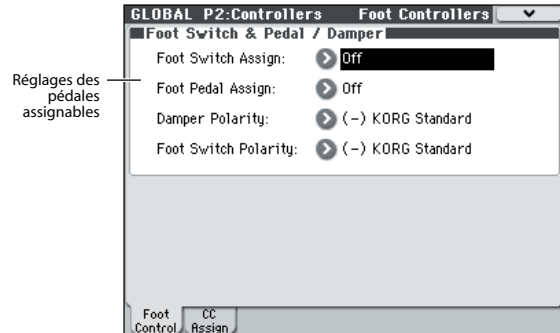 GLOBAL P2:Controllers Foot Controllers
Foot Switch & Pedal / Damper
Foot Switch Assign: Off
Foot Pedal Assign: Off
Damper Polarity: (-) KORG Standard
Foot Switch Polarity: (-) KORG Standard
Réglages des
pédales
assignables
Foot
Control
CC
Assign